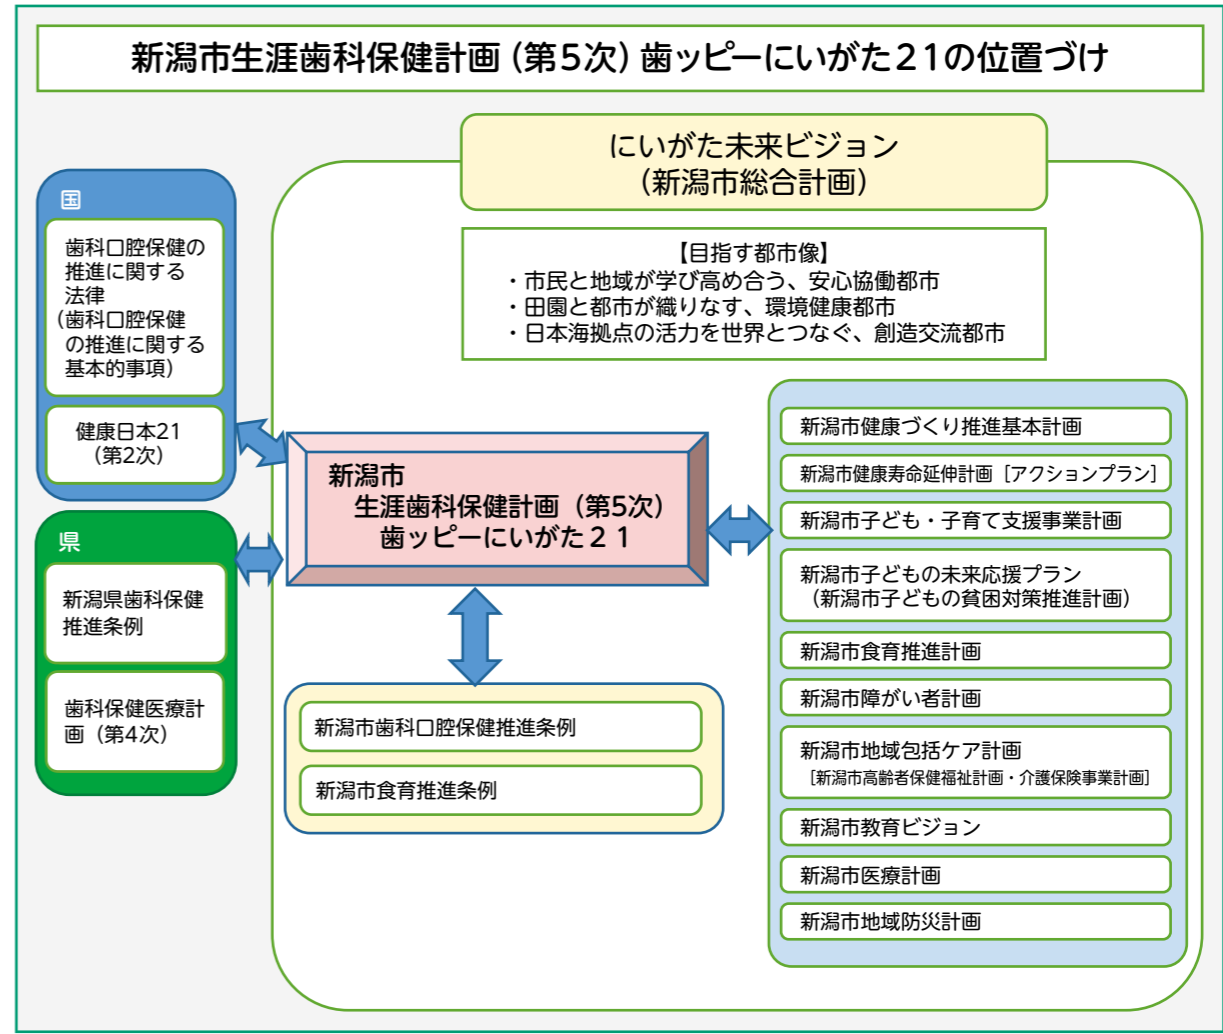 新潟市生涯歯科保健計画（第5次）歯ッピーにいがた21の位置づけ
にいがた未来ビジョン
（新潟市総合計画）
【目指す都市像】
・市民と地域が学び高め合う、安心協働都市
・田園と都市が織りなす、環境健康都市
・日本海拠点の活力を世界とつなぐ、創造交流都市
国
歯科口腔保健の
推進に関する
法律
（歯科口腔保健
の推進に関する
基本的事項）
健康日本21
（第2次）
県
新潟県歯科保健
推進条例
歯科保健医療計
画（第4次）
新潟市
生涯歯科保健計画（第5次）
歯ッピーにいがた２１
新潟市歯科口腔保健推進条例
新潟市食育推進条例
新潟市健康づくり推進基本計画
新潟市健康寿命延伸計画［アクションプラン］
新潟市子ども・子育て支援事業計画
新潟市子どもの未来応援プラン
（新潟市子どもの貧困対策推進計画）
新潟市食育推進計画
新潟市障がい者計画
新潟市地域包括ケア計画
［新潟市高齢者保健福祉計画・介護保険事業計画］
新潟市教育ビジョン
新潟市医療計画
新潟市地域防災計画